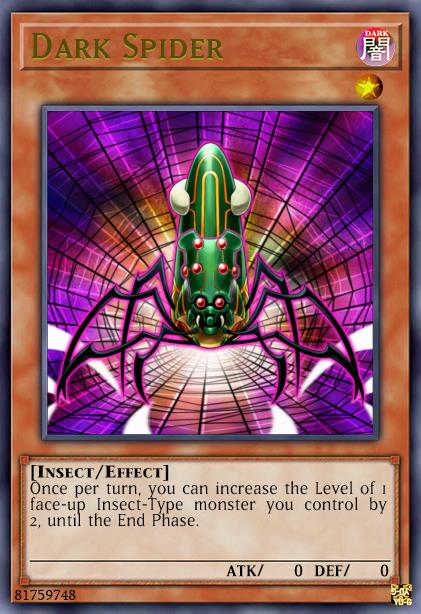 Dark Spider
DARK
闇
[Insect/Effect]
Once per turn, you can increase the Level of 1
face-up Insect-Type monster you control by
2, until the End Phase.
ATK/ 0 DEF/ 0
81759748